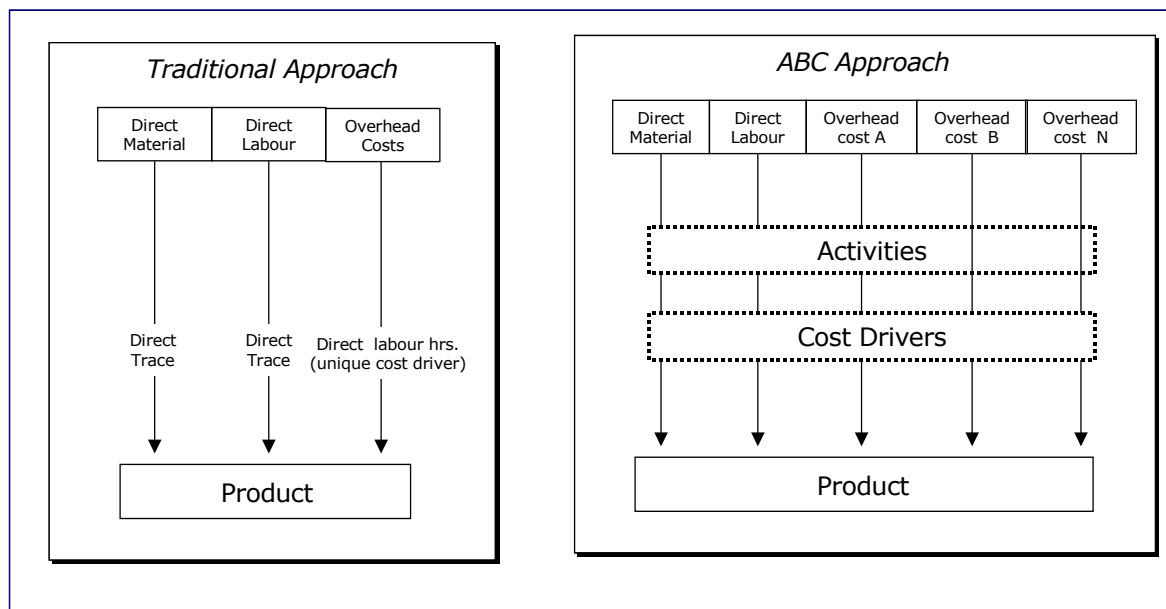 Traditional Approach
Direct
Material
Direct
Labour
Overhead
Costs
Direct
Trace
Direct
Trace
Direct labour hrs.
(unique cost driver)
Product
ABC Approach
Direct
Material
Direct
Labour
Overhead
cost A
Overhead
cost B
Overhead
cost N
Activities
Cost Drivers
Product